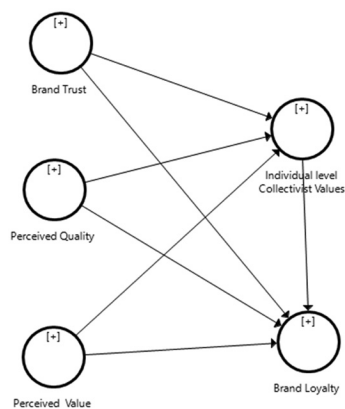 [+]
Brand Trust
[+]
Individual level
Collectivist Values
[+]
Perceived Quality
[+]
Brand Loyalty
[+]
Perceived Value